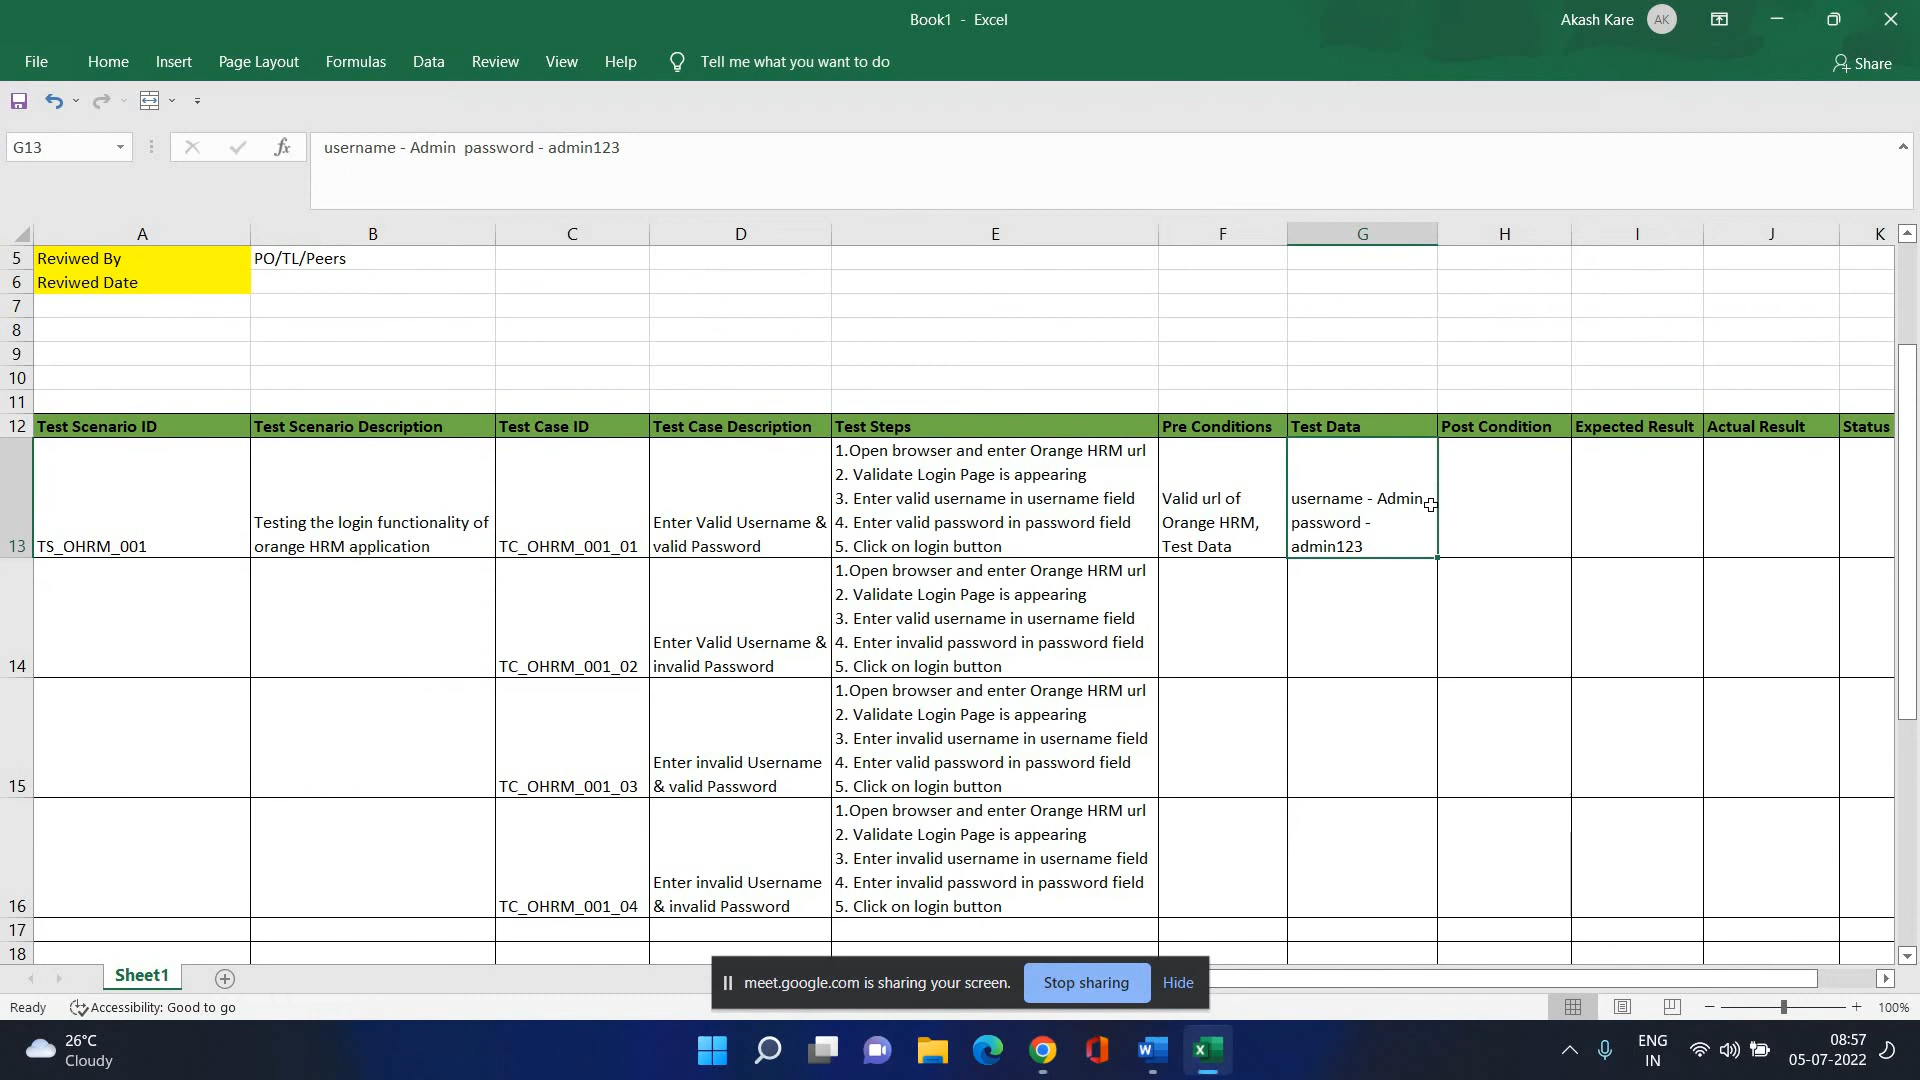 Book1 - Excel
Akash Kare AK
File Home Insert Page Layout Formulas Data Review View Help Tell me what you want to do Share
G13
fx
username - Admin  password - admin123
A B C D E F G H I J K
5 Reviwed By PO/TL/Peers
6 Reviwed Date
7
8
9
10
11
12 Test Scenario ID Test Scenario Description Test Case ID Test Case Description Test Steps Pre Conditions Test Data Post Condition Expected Result Actual Result Status
13
TS_OHRM_001
Testing the login functionality of
orange HRM application
TC_OHRM_001_01
Enter Valid Username &
valid Password
1.Open browser and enter Orange HRM url
2. Validate Login Page is appearing
3. Enter valid username in username field
4. Enter valid password in password field
5. Click on login button
Valid url of
Orange HRM,
Test Data
username - Admin
password -
admin123
14
TC_OHRM_001_02
Enter Valid Username &
invalid Password
1.Open browser and enter Orange HRM url
2. Validate Login Page is appearing
3. Enter valid username in username field
4. Enter invalid password in password field
5. Click on login button
15
TC_OHRM_001_03
Enter invalid Username
& valid Password
1.Open browser and enter Orange HRM url
2. Validate Login Page is appearing
3. Enter invalid username in username field
4. Enter valid password in password field
5. Click on login button
16
TC_OHRM_001_04
Enter invalid Username
& invalid Password
1.Open browser and enter Orange HRM url
2. Validate Login Page is appearing
3. Enter invalid username in username field
4. Enter invalid password in password field
5. Click on login button
17
18
Sheet1
meet.google.com is sharing your screen. Stop sharing Hide
Ready Accessibility: Good to go 100%
26°C
Cloudy
ENG
IN
08:57
05-07-2022